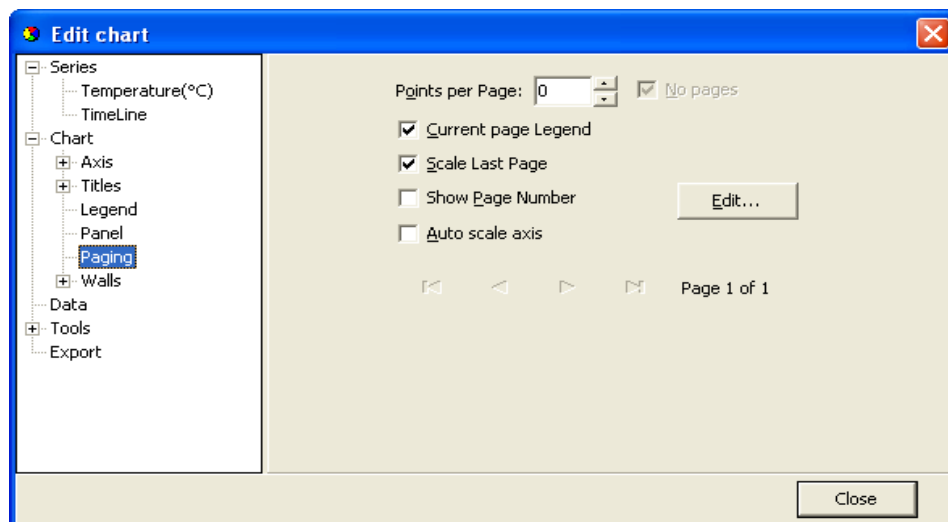 Edit chart
Series
Temperature(°C)
TimeLine
Chart
Axis
Titles
Legend
Panel
Paging
Walls
Data
Tools
Export
Points per Page: 0 No pages
Current page Legend
Scale Last Page
Show Page Number Edit...
Auto scale axis
Page 1 of 1
Close